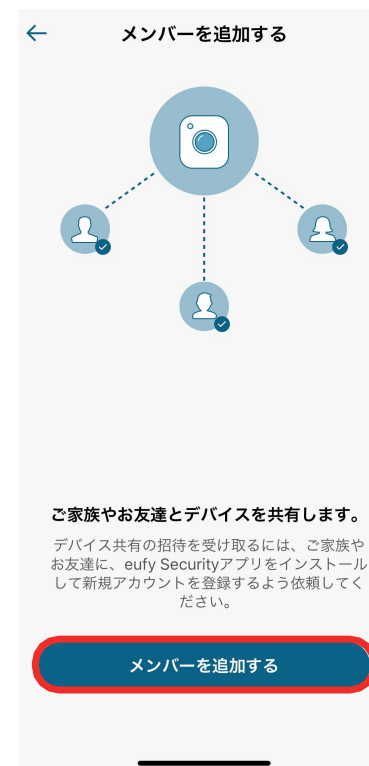 メンバーを追加する
ご家族やお友達とデバイスを共有します。
デバイス共有の招待を受け取るには、ご家族や
お友達に、eufy Securityアプリをインストール
して新規アカウントを登録するよう依頼してく
ださい。
メンバーを追加する